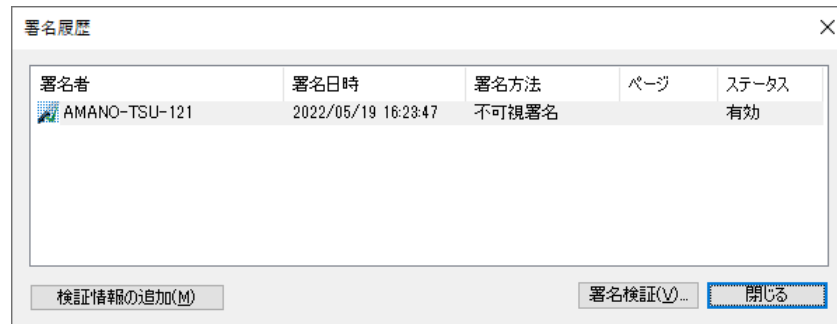 署名履歴
署名者 署名日時 署名方法 ページ ステータス
AMANO-TSU-121 2022/05/19 16:23:47 不可視署名 有効
検証情報の追加(M) 署名検証(V)... 閉じる